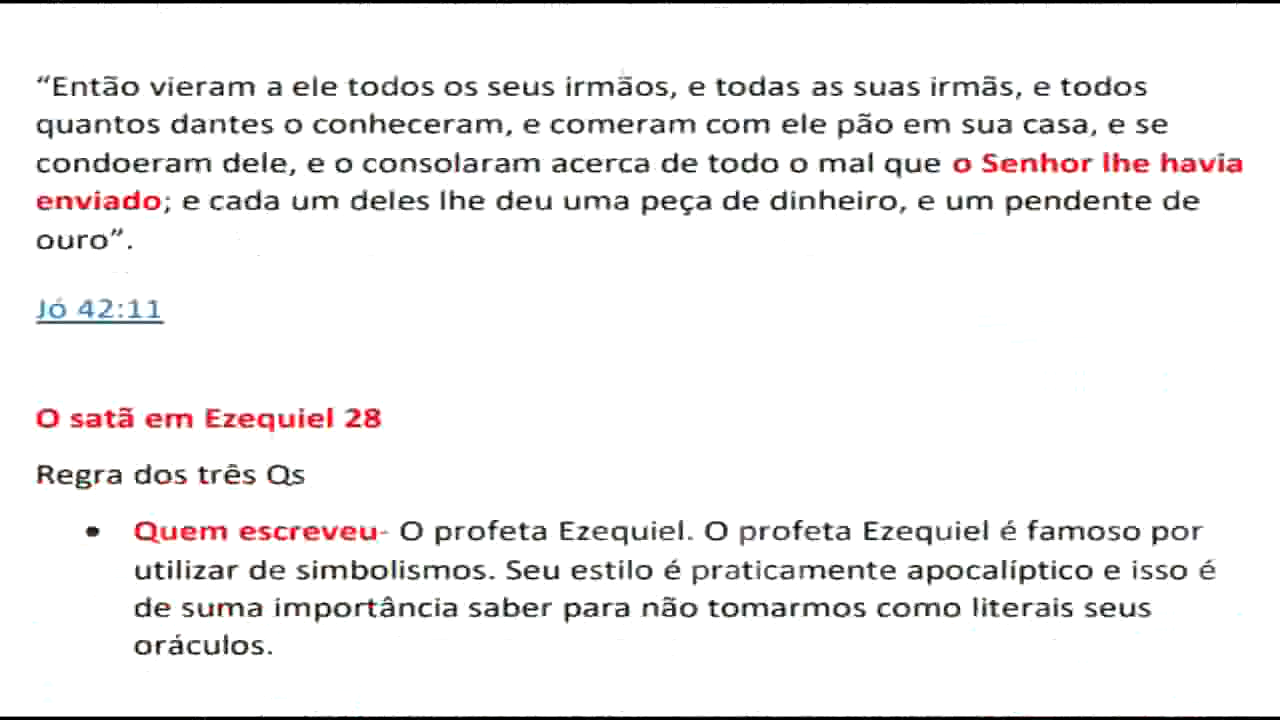 “Então vieram a ele todos os seus irmãos, e todas as suas irmãs, e todos
quantos dantes o conheceram, e comeram com ele pão em sua casa, e se
condoeram dele, e o consolaram acerca de todo o mal que o Senhor lhe havia
enviado; e cada um deles lhe deu uma peça de dinheiro, e um pendente de
ouro”.
Jó 42:11
O satã em Ezequiel 28
Regra dos três Qs
• Quem escreveu- O profeta Ezequiel. O profeta Ezequiel é famoso por
utilizar de simbolismos. Seu estilo é praticamente apocalíptico e isso é
de suma importância saber para não tomarmos como literais seus
oráculos.